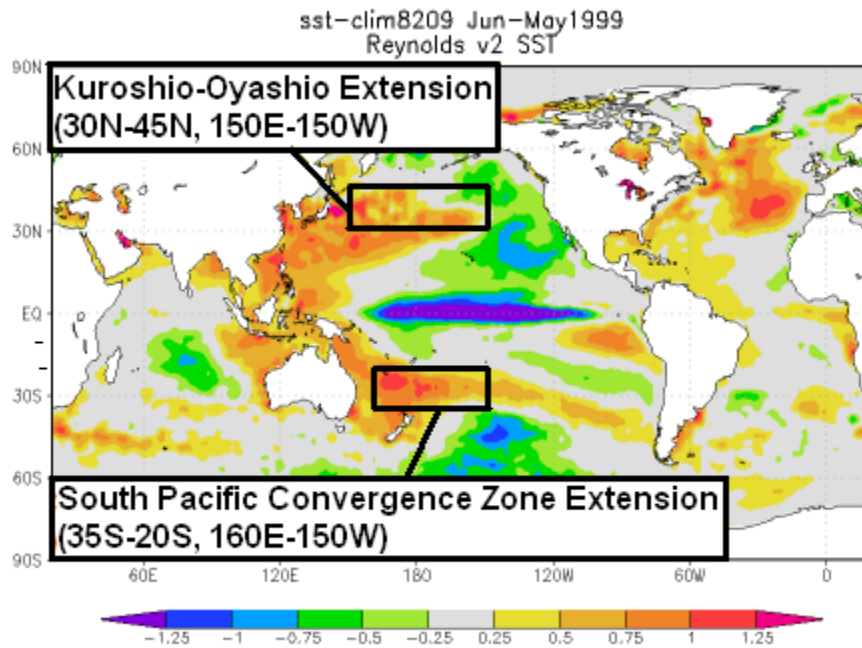 sst-clim8209 Jun-May1999
Reynolds v2 SST
90N
Kuroshio-Oyashio Extension
(30N-45N, 150E-150W)
60N
30N
EQ
30S
60S
South Pacific Convergence Zone Extension
(35S-20S, 160E-150W)
90S
60E 120E 180 120W 60W 0
-1.25 -1 -0.75 -0.5 -0.25 0.25 0.5 0.75 1 1.25